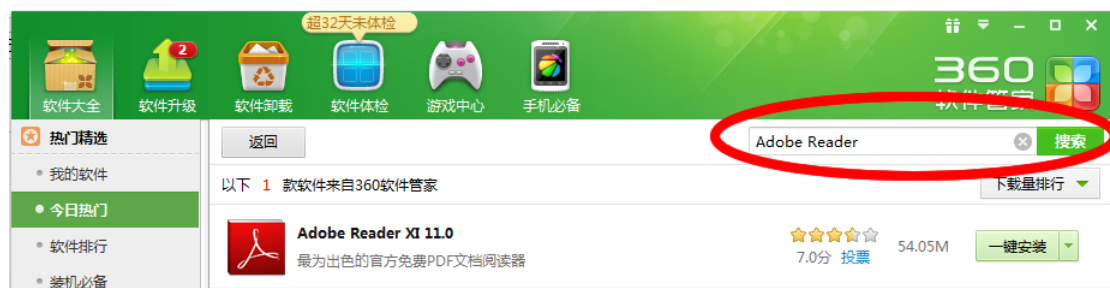 超32天未体检
2
软件大全 软件升级 软件卸载 软件体检 游戏中心 手机必备
360
软件管家
热门精选
返回
Adobe Reader
搜索
我的软件
以下 1 款软件来自360软件管家
下载量排行
今日热门
Adobe Reader XI 11.0
最为出色的官方免费PDF文档阅读器
7.0分 投票
54.05M
一键安装
软件排行
装机必备